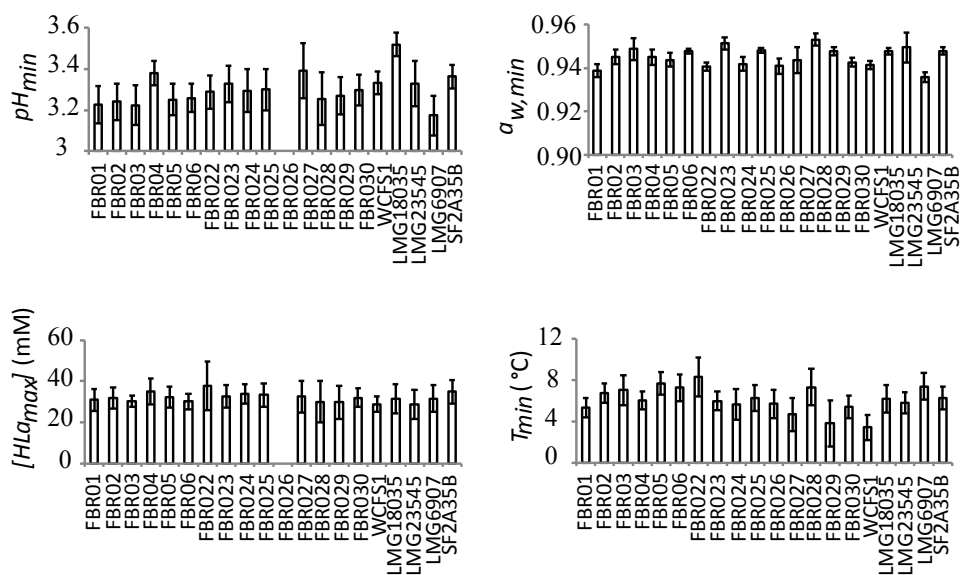 pHmin
3.6
3.4
3.2
3
FBR01 FBR02 FBR03 FBR04 FBR05 FBR06 FBR022 FBR023 FBR024 FBR025 FBR026 FBR027 FBR028 FBR029 FBR030 WCFS1 LMG18035 LMG23545 LMG6907 SF2A35B
aw,min
0.96
0.94
0.92
0.90
FBR01 FBR02 FBR03 FBR04 FBR05 FBR06 FBR022 FBR023 FBR024 FBR025 FBR026 FBR027 FBR028 FBR029 FBR030 WCFS1 LMG18035 LMG23545 LMG6907 SF2A35B
[HLamax] (mM)
60
40
20
0
FBR01 FBR02 FBR03 FBR04 FBR05 FBR06 FBR022 FBR023 FBR024 FBR025 FBR026 FBR027 FBR028 FBR029 FBR030 WCFS1 LMG18035 LMG23545 LMG6907 SF2A35B
Tmin (°C)
12
8
4
0
FBR01 FBR02 FBR03 FBR04 FBR05 FBR06 FBR022 FBR023 FBR024 FBR025 FBR026 FBR027 FBR028 FBR029 FBR030 WCFS1 LMG18035 LMG23545 LMG6907 SF2A35B